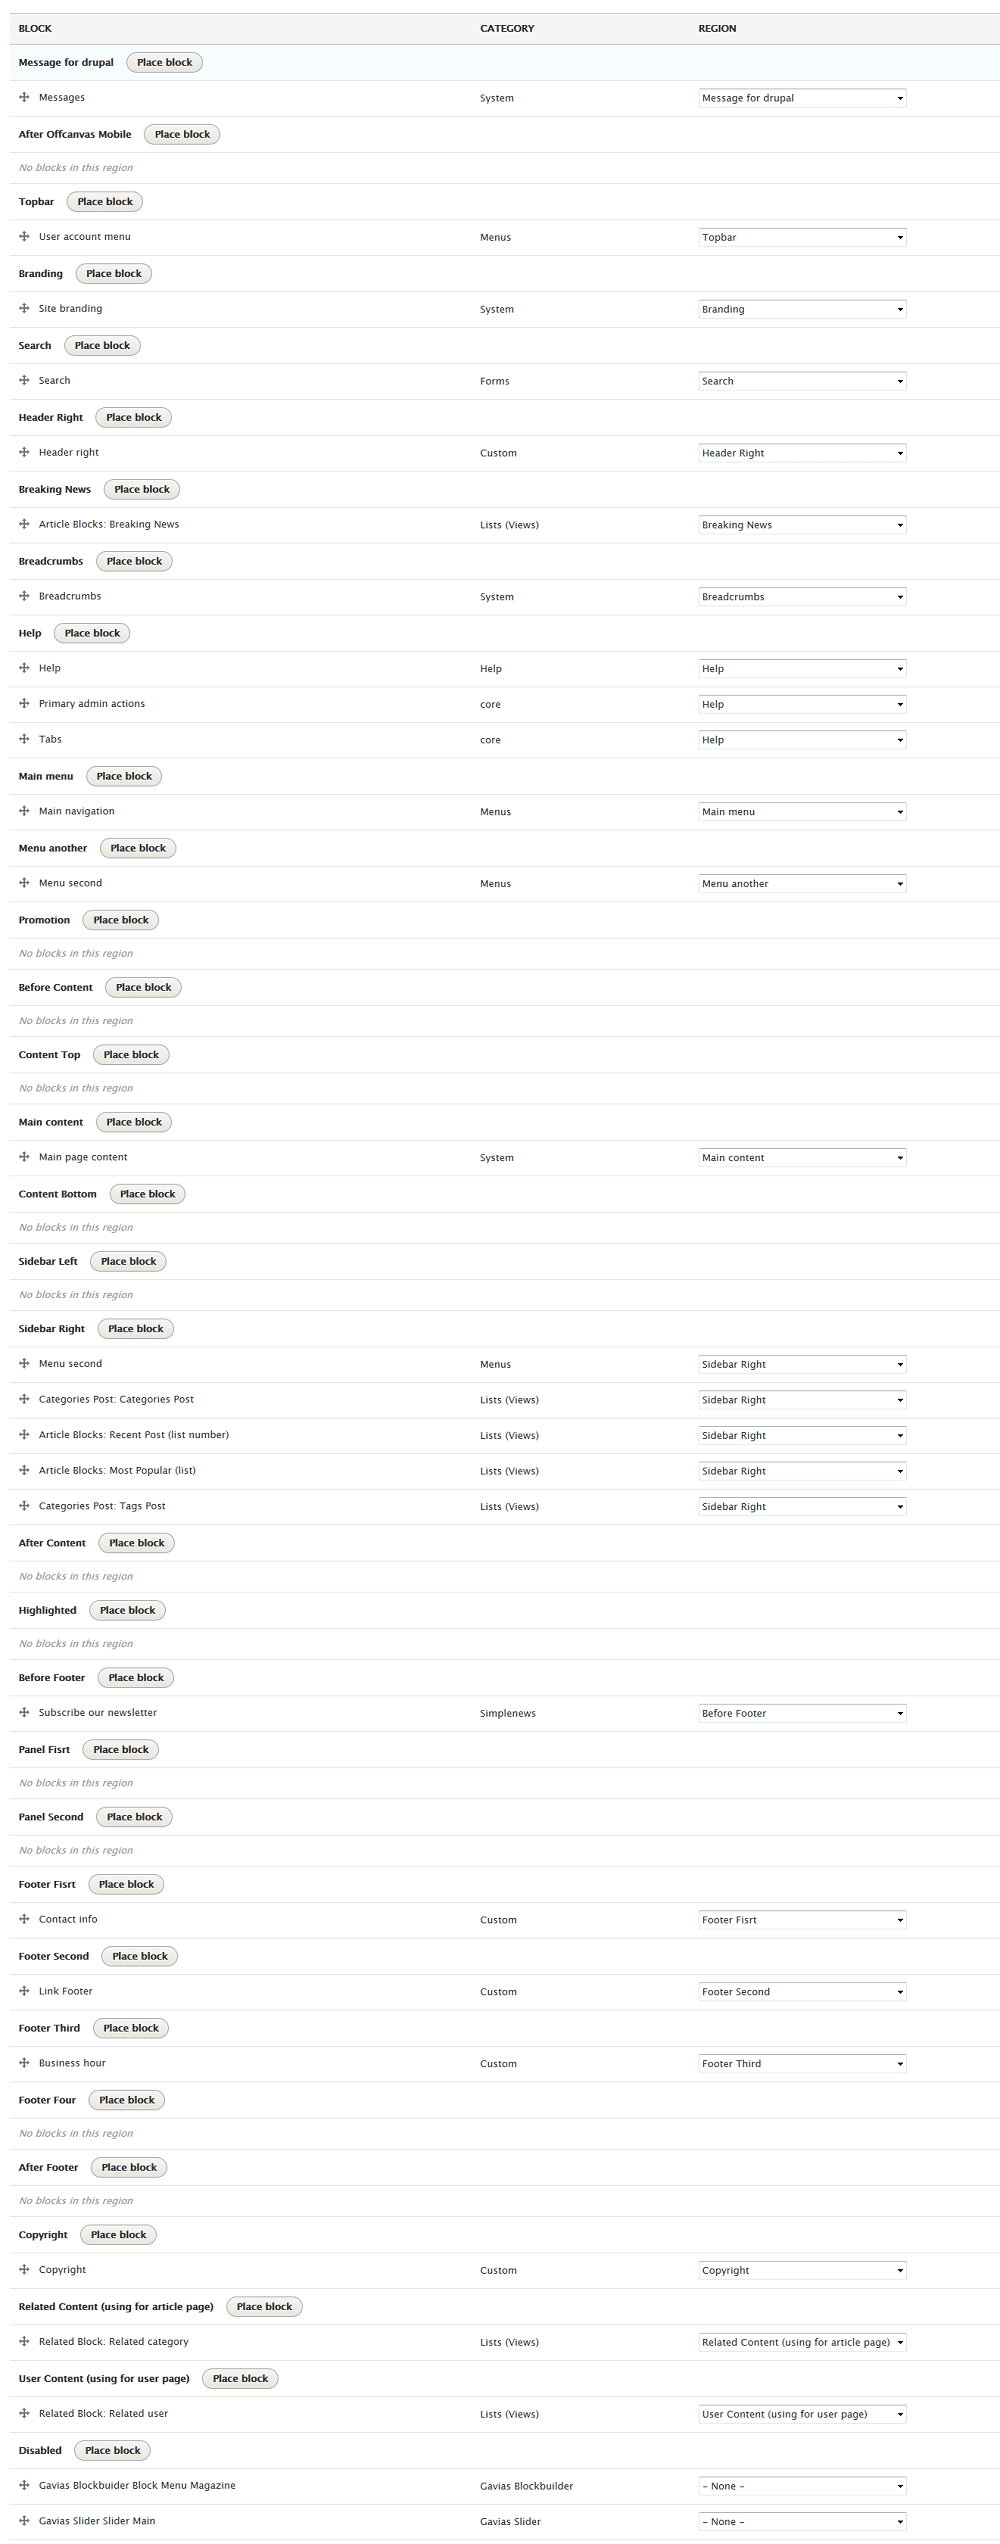 BLOCK CATEGORY REGION
Message for drupal Place block
Messages System Message for drupal
After Offcanvas Mobile Place block
No blocks in this region
Topbar Place block
User account menu Menus Topbar
Branding Place block
Site branding System Branding
Search Place block
Search Forms Search
Header Right Place block
Header right Custom Header Right
Breaking News Place block
Article Blocks: Breaking News Lists (Views) Breaking News
Breadcrumbs Place block
Breadcrumbs System Breadcrumbs
Help Place block
Help Help Help
Primary admin actions core Help
Tabs core Help
Main menu Place block
Main navigation Menus Main menu
Menu another Place block
Menu second Menus Menu another
Promotion Place block
No blocks in this region
Before Content Place block
No blocks in this region
Content Top Place block
No blocks in this region
Main content Place block
Main page content System Main content
Content Bottom Place block
No blocks in this region
Sidebar Left Place block
No blocks in this region
Sidebar Right Place block
Menu second Menus Sidebar Right
Categories Post: Categories Post Lists (Views) Sidebar Right
Article Blocks: Recent Post (list number) Lists (Views) Sidebar Right
Article Blocks: Most Popular (list) Lists (Views) Sidebar Right
Categories Post: Tags Post Lists (Views) Sidebar Right
After Content Place block
No blocks in this region
Highlighted Place block
No blocks in this region
Before Footer Place block
Subscribe our newsletter Simplenews Before Footer
Panel Fisrt Place block
No blocks in this region
Panel Second Place block
No blocks in this region
Footer Fisrt Place block
Contact info Custom Footer Fisrt
Footer Second Place block
Link Footer Custom Footer Second
Footer Third Place block
Business hour Custom Footer Third
Footer Four Place block
No blocks in this region
After Footer Place block
No blocks in this region
Copyright Place block
Copyright Custom Copyright
Related Content (using for article page) Place block
Related Block: Related category Lists (Views) Related Content (using for article page)
User Content (using for user page) Place block
Related Block: Related user Lists (Views) User Content (using for user page)
Disabled Place block
Gavias Blockbuider Block Menu Magazine Gavias Blockbuilder - None -
Gavias Slider Slider Main Gavias Slider - None -